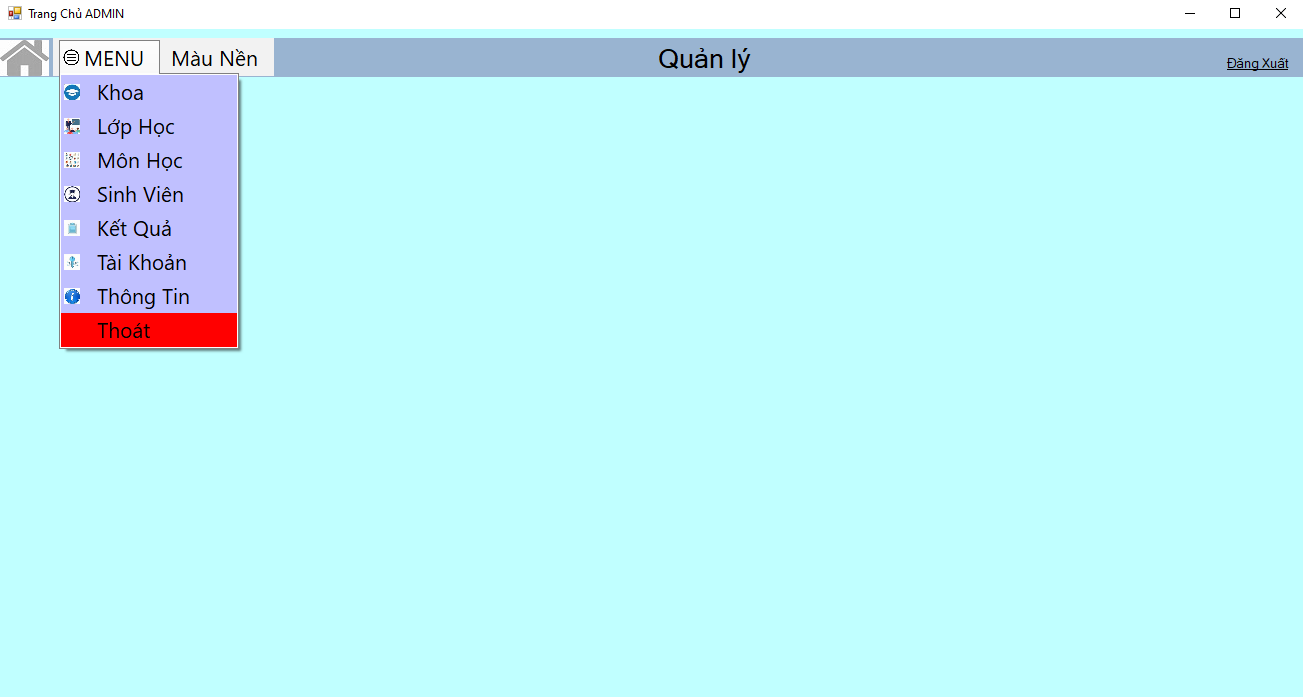 Trang Chủ ADMIN
MENU Màu Nền
Quản lý
Đăng Xuất
Khoa
Lớp Học
Môn Học
Sinh Viên
Kết Quả
Tài Khoản
Thông Tin
Thoát